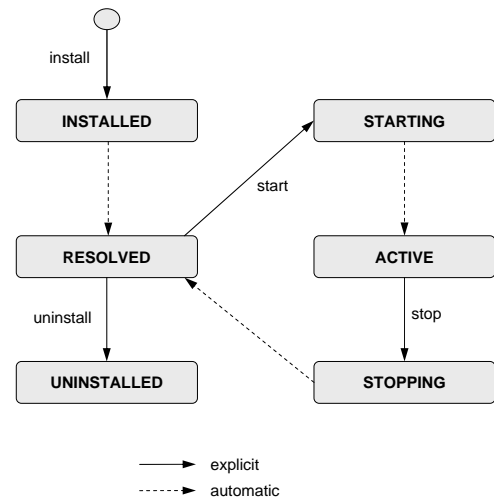 install
INSTALLED
STARTING
start
RESOLVED
ACTIVE
uninstall
stop
UNINSTALLED
STOPPING
explicit
automatic